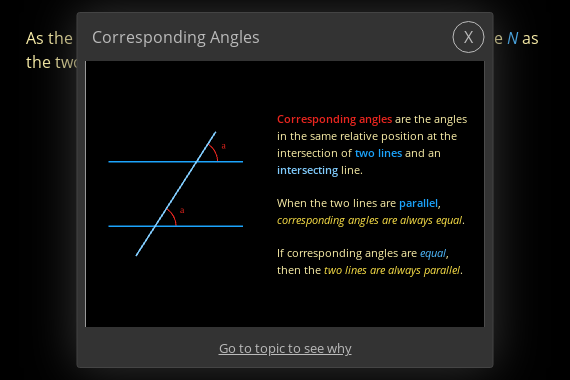 Corresponding Angles
X
As the
e N as
the two
Corresponding angles are the angles
in the same relative position at the
intersection of two lines and an
intersecting line.
When the two lines are parallel,
corresponding angles are always equal.
If corresponding angles are equal,
then the two lines are always parallel.
a
a
Go to topic to see why